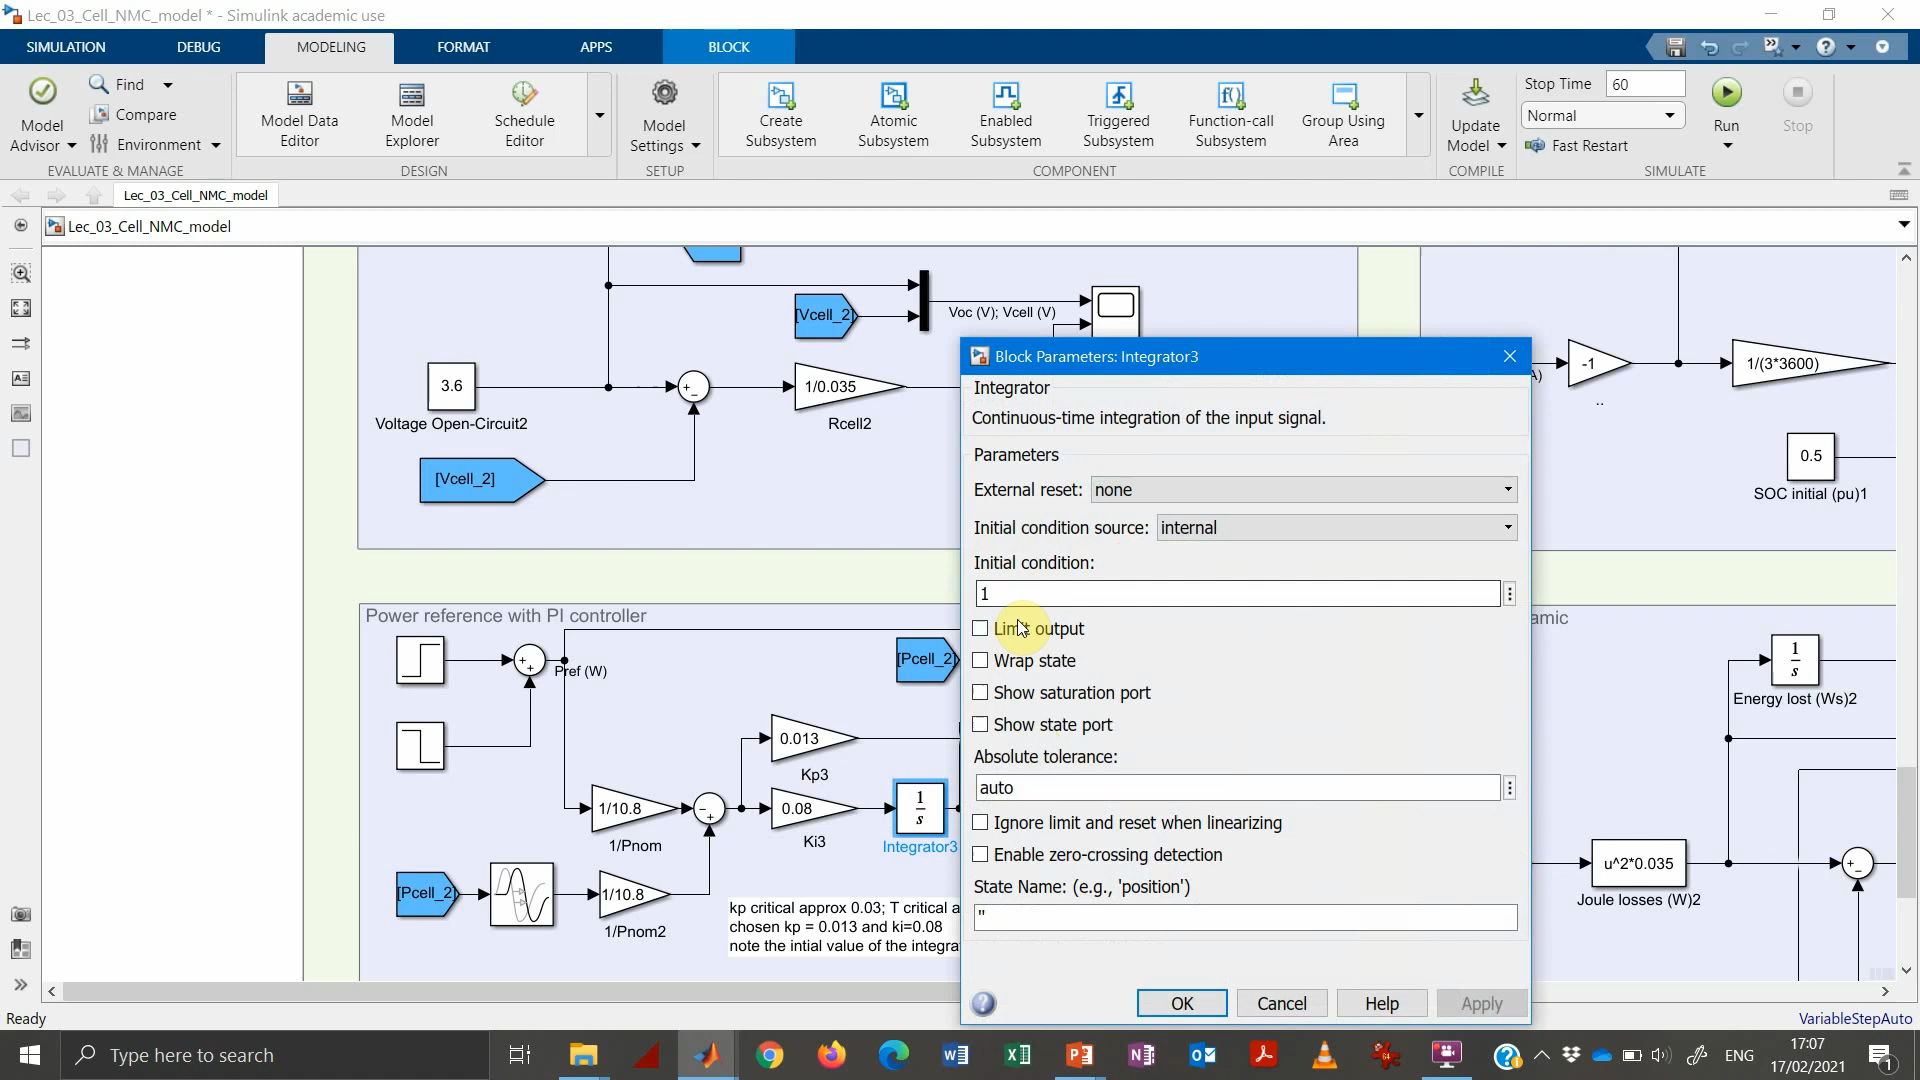 Lec_03_Cell_NMC_model * - Simulink academic use
SIMULATION
DEBUG
MODELING
FORMAT
APPS
BLOCK
Model
Advisor
Find
Compare
Environment
EVALUATE & MANAGE
Model Data
Editor
Model
Explorer
Schedule
Editor
DESIGN
Model
Settings
SETUP
Create
Subsystem
Atomic
Subsystem
Enabled
Subsystem
Triggered
Subsystem
Function-call
Subsystem
Group Using
Area
COMPONENT
Update
Model
COMPILE
Stop Time
60
Normal
Fast Restart
Run
Stop
SIMULATE
Lec_03_Cell_NMC_model
Lec_03_Cell_NMC_model
[Vcell_2]
Voc (V); Vcell (V)
3.6
Voltage Open-Circuit2
1/0.035
Rcell2
[Vcell_2]
A)
-1
..
1/(3*3600)
0.5
SOC initial (pu)1
Power reference with PI controller
Pref (W)
[Pcell_2]
0.013
Kp3
1/10.8
1/Pnom
0.08
Ki3
1
s
Integrator3
[Pcell_2]
1/10.8
1/Pnom2
kp critical approx 0.03; T critical a
chosen kp = 0.013 and ki=0.08
note the intial value of the integra
amic
1
s
Energy lost (Ws)2
u^2*0.035
Joule losses (W)2
Block Parameters: Integrator3
Integrator
Continuous-time integration of the input signal.
Parameters
External reset: none
Initial condition source: internal
Initial condition:
1
Limit output
Wrap state
Show saturation port
Show state port
Absolute tolerance:
auto
Ignore limit and reset when linearizing
Enable zero-crossing detection
State Name: (e.g., 'position')
''
OK
Cancel
Help
Apply
Ready
VariableStepAuto
Type here to search
ENG
17:07
17/02/2021
1